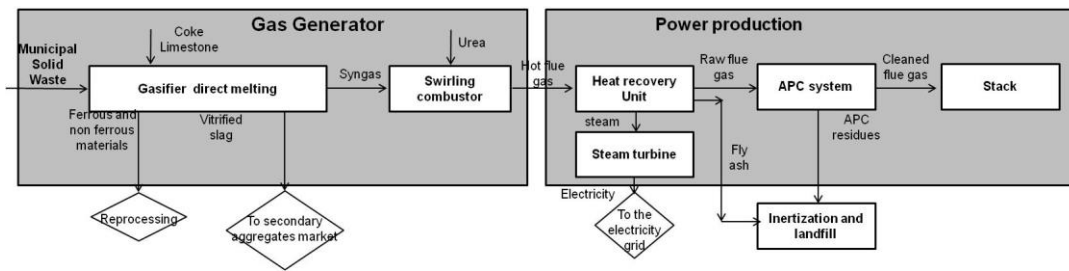 Gas Generator
Power production
Coke
Limestone
Urea
Municipal
Solid
Waste
Gasifier direct melting
Syngas
Swirling
combustor
Hot flue
gas
Heat recovery
Unit
Raw flue
gas
APC system
Cleaned
flue gas
Stack
Ferrous and
non ferrous
materials
Vitrified
slag
steam
Steam turbine
Fly
ash
APC
residues
Electricity
Reprocessing
To secondary
aggregates market
To the
electricity
grid
Inertization and
landfill